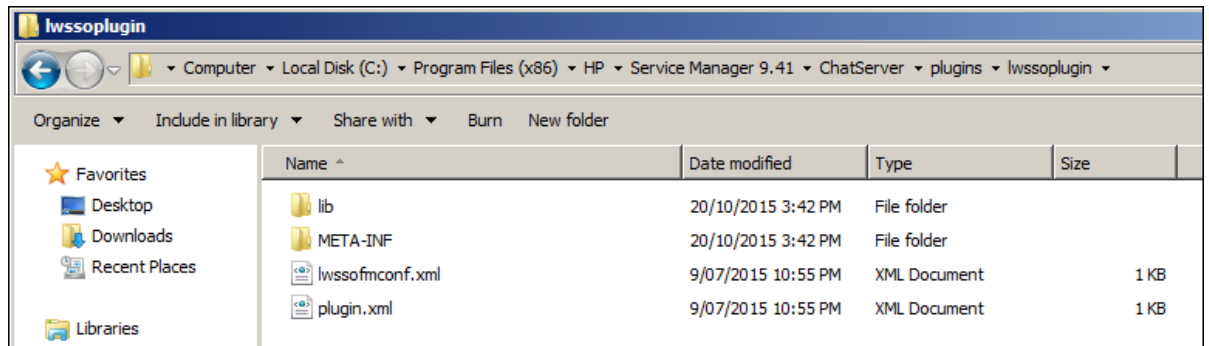 lwssoplugin
Computer Local Disk (C:) Program Files (x86) HP Service Manager 9.41 ChatServer plugins lwssoplugin
Organize Include in library Share with Burn New folder
Favorites
Desktop
Downloads
Recent Places
Libraries
Name Date modified Type Size
lib 20/10/2015 3:42 PM File folder
META-INF 20/10/2015 3:42 PM File folder
lwssofmconf.xml 9/07/2015 10:55 PM XML Document 1 KB
plugin.xml 9/07/2015 10:55 PM XML Document 1 KB